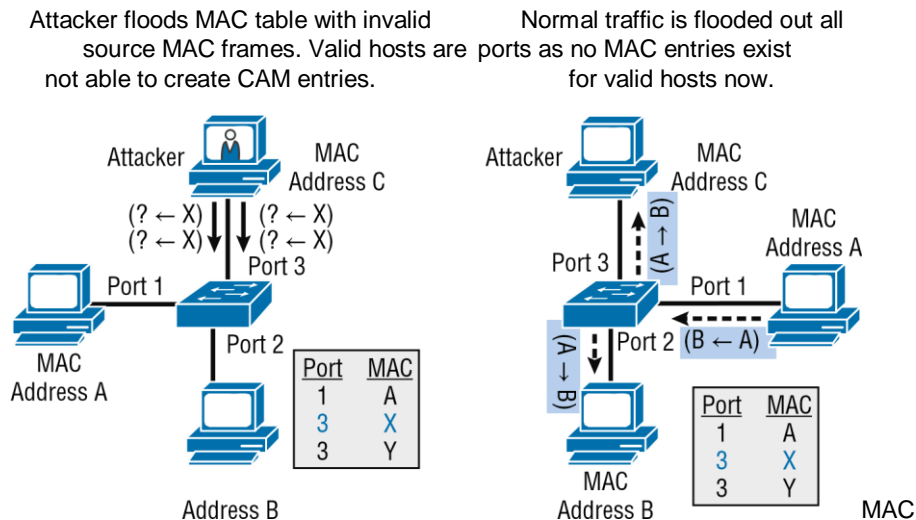 Attacker floods MAC table with invalid
source MAC frames. Valid hosts are
not able to create CAM entries.
Normal traffic is flooded out all
ports as no MAC entries exist
for valid hosts now.
Attacker
MAC
Address C
(? ← X)
(? ← X)
(? ← X)
(? ← X)
Port 3
Port 1
MAC
Address A
Port 2
Port MAC
1 A
3 X
3 Y
Address B
Attacker
MAC
Address C
(A → B)
MAC
Address A
Port 3
Port 1
Port 2
(B ← A)
(A → B)
Port MAC
1 A
3 X
3 Y
MAC
Address B
MAC